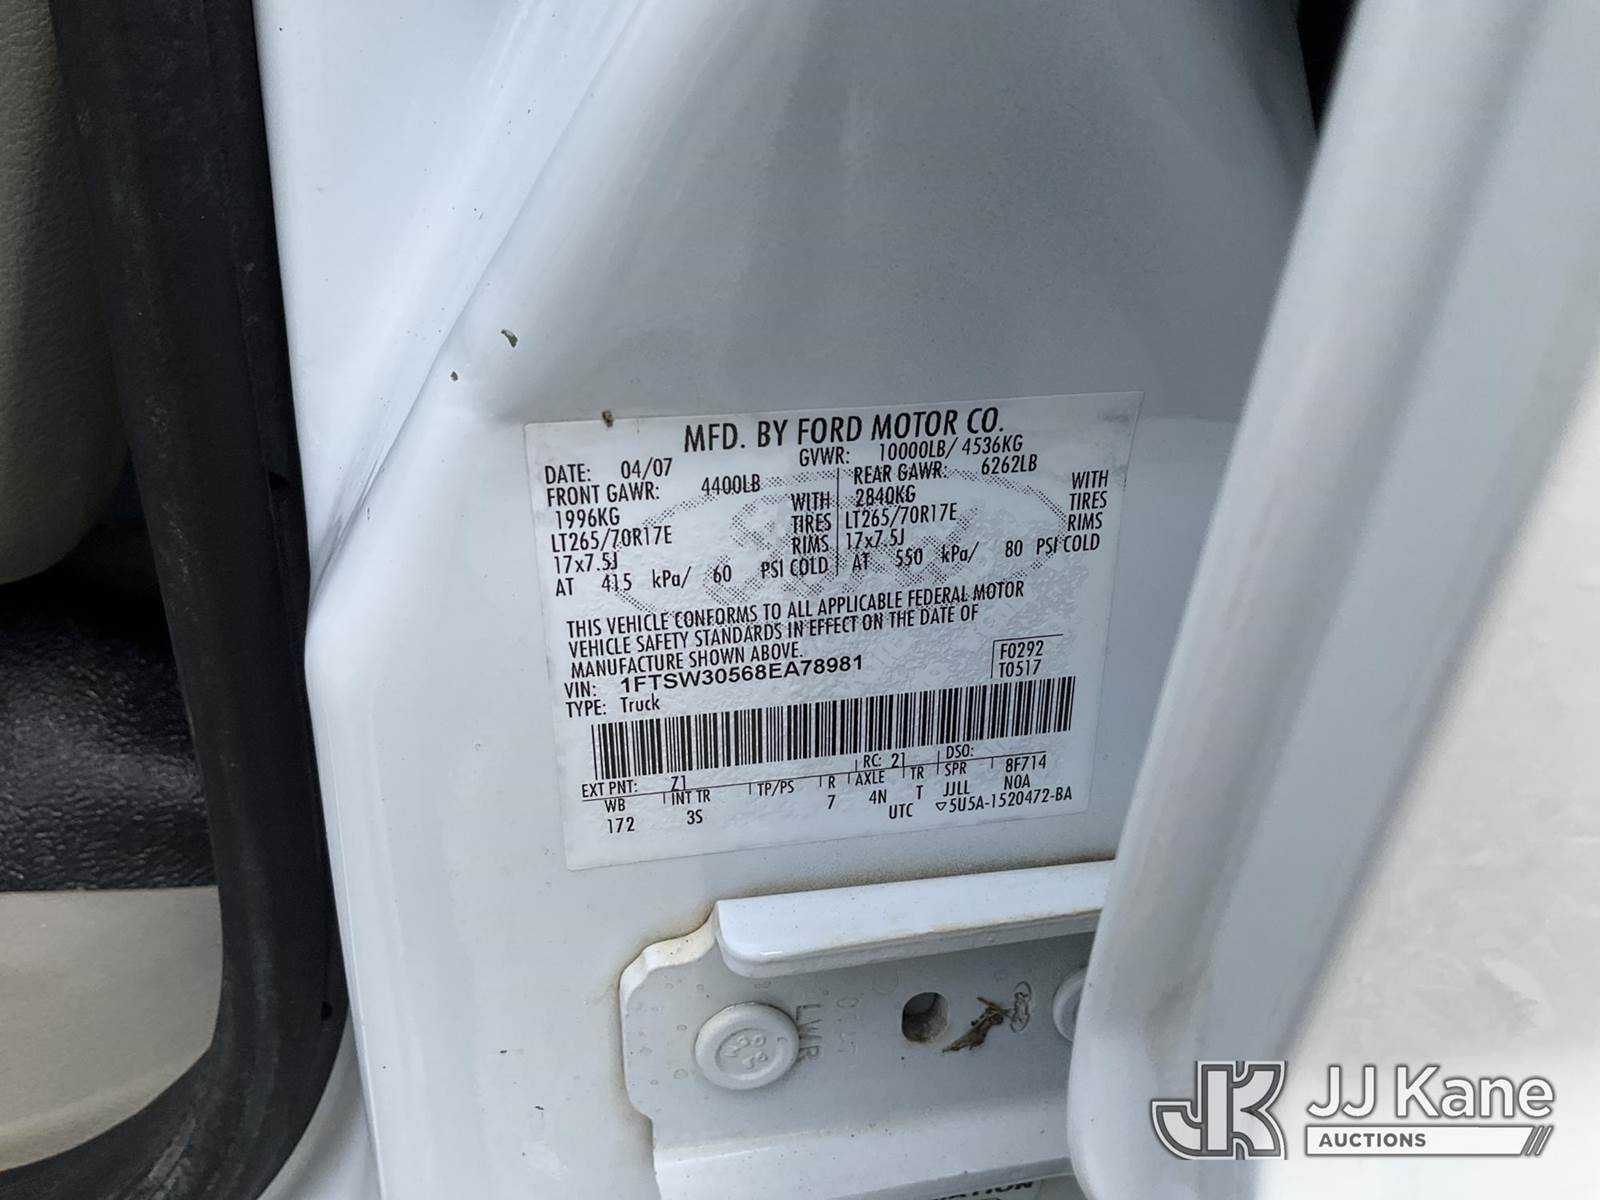 MFD. BY FORD MOTOR CO.
DATE: 04/07 GVWR: 10000LB/ 4536KG
FRONT GAWR: 4400LB REAR GAWR: 6262LB
1996KG WITH 2840KG WITH
LT265/70R17E TIRES LT265/70R17E TIRES
17x7.5J RIMS 17x7.5J RIMS
AT 415 kPa/ 60 PSI COLD AT 550 kPa/ 80 PSI COLD
THIS VEHICLE CONFORMS TO ALL APPLICABLE FEDERAL MOTOR
VEHICLE SAFETY STANDARDS IN EFFECT ON THE DATE OF
MANUFACTURE SHOWN ABOVE.
F0292
VIN: 1FTSW30568EA78981 T0517
TYPE: Truck
EXT PNT: Z1 RC: 21 DSO:
WB INT TR TP/PS R AXLE TR SPR 8F714
172 3S 7 4N T JJLL N0A
UTC ▽5U5A-1520472-BA
LWR
JJ Kane
AUCTIONS